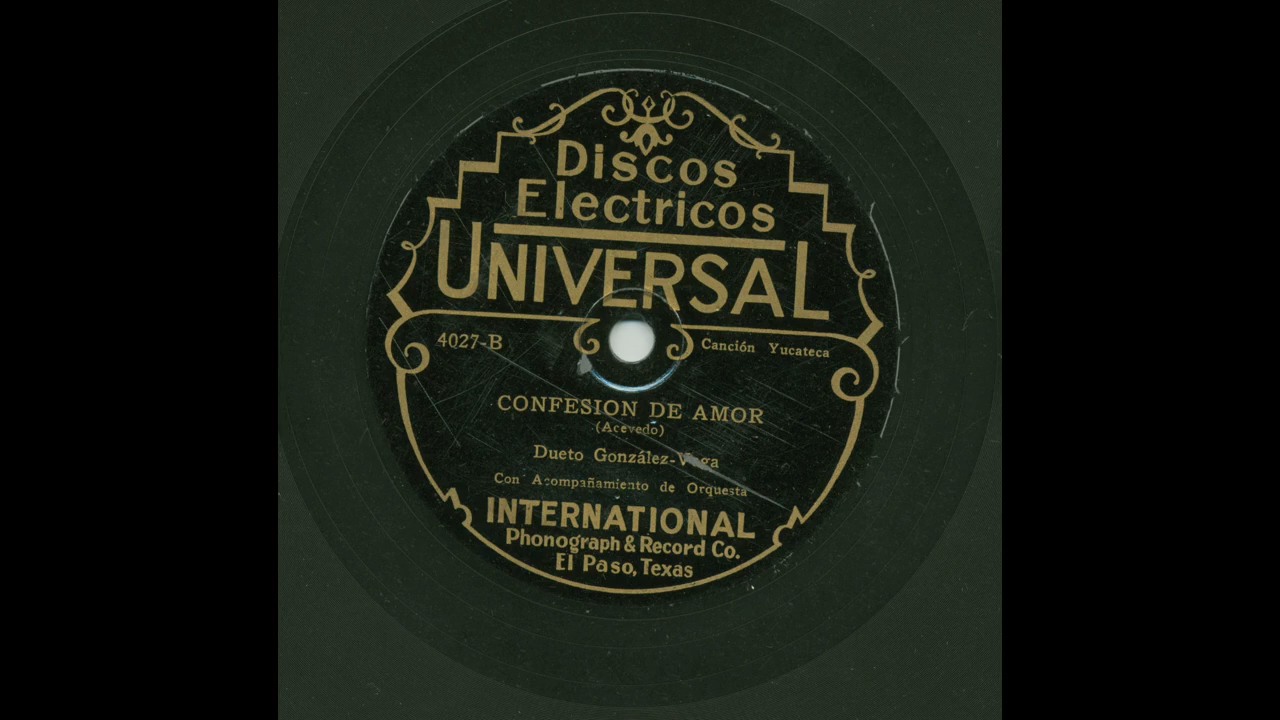 Discos
Electricos
UNIVERSAL
4027-B
Canción Yucateca
CONFESION DE AMOR
(Acevedo)
Dueto González-Vega
Con Acompañamiento de Orquesta
INTERNATIONAL
Phonograph & Record Co.
El Paso, Texas